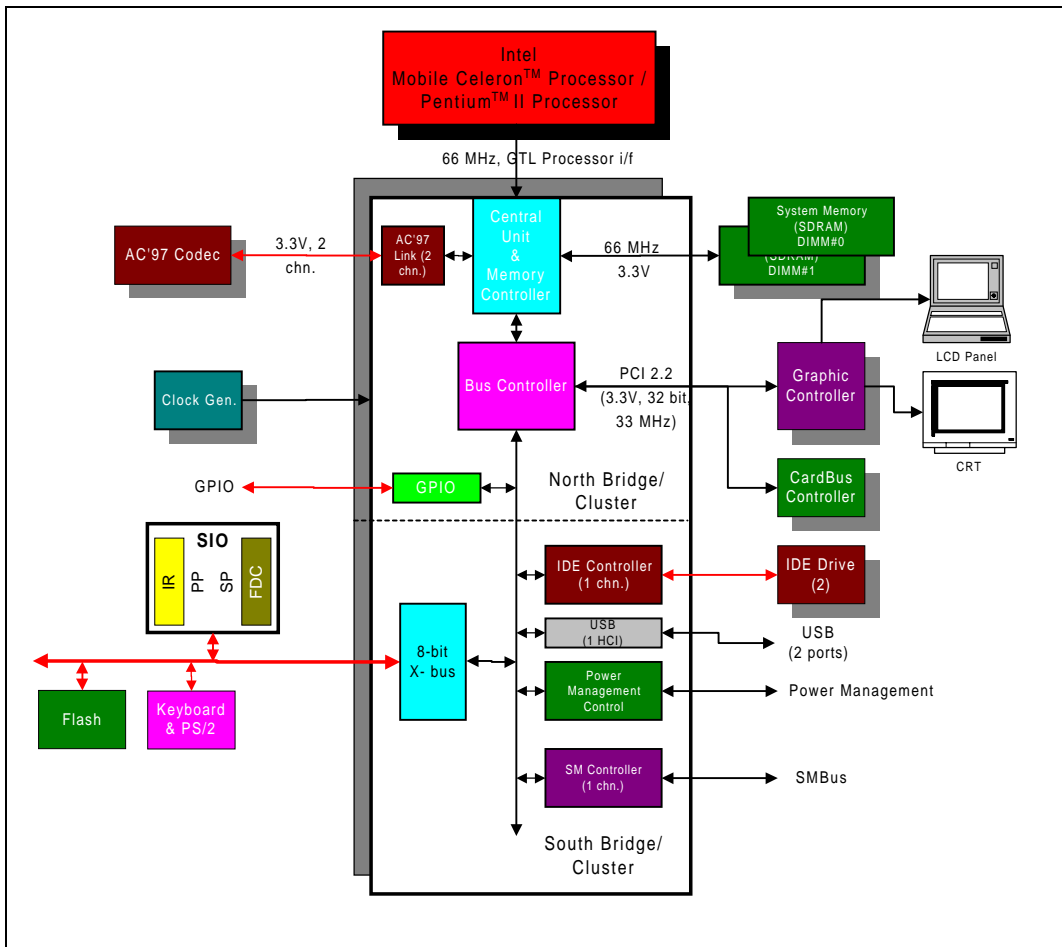 Intel
Mobile Celeron™ Processor /
Pentium™ II Processor
66 MHz, GTL Processor i/f
AC'97 Codec
3.3V, 2
chn.
AC'97
Link (2
chn.)
Central
Unit
&
Memory
Controller
66 MHz
3.3V
System Memory
(SDRAM)
DIMM#0
(SDRAM)
DIMM#1
LCD Panel
Clock Gen.
Bus Controller
PCI 2.2
(3.3V, 32 bit,
33 MHz)
Graphic
Controller
CRT
GPIO
GPIO
North Bridge/
Cluster
CardBus
Controller
SIO
IR
PP
SP
FDC
IDE Controller
(1 chn.)
IDE Drive
(2)
8-bit
X- bus
USB
(1 HCI)
USB
(2 ports)
Power
Management
Control
Power Management
Flash
Keyboard
& PS/2
SM Controller
(1 chn.)
SMBus
South Bridge/
Cluster